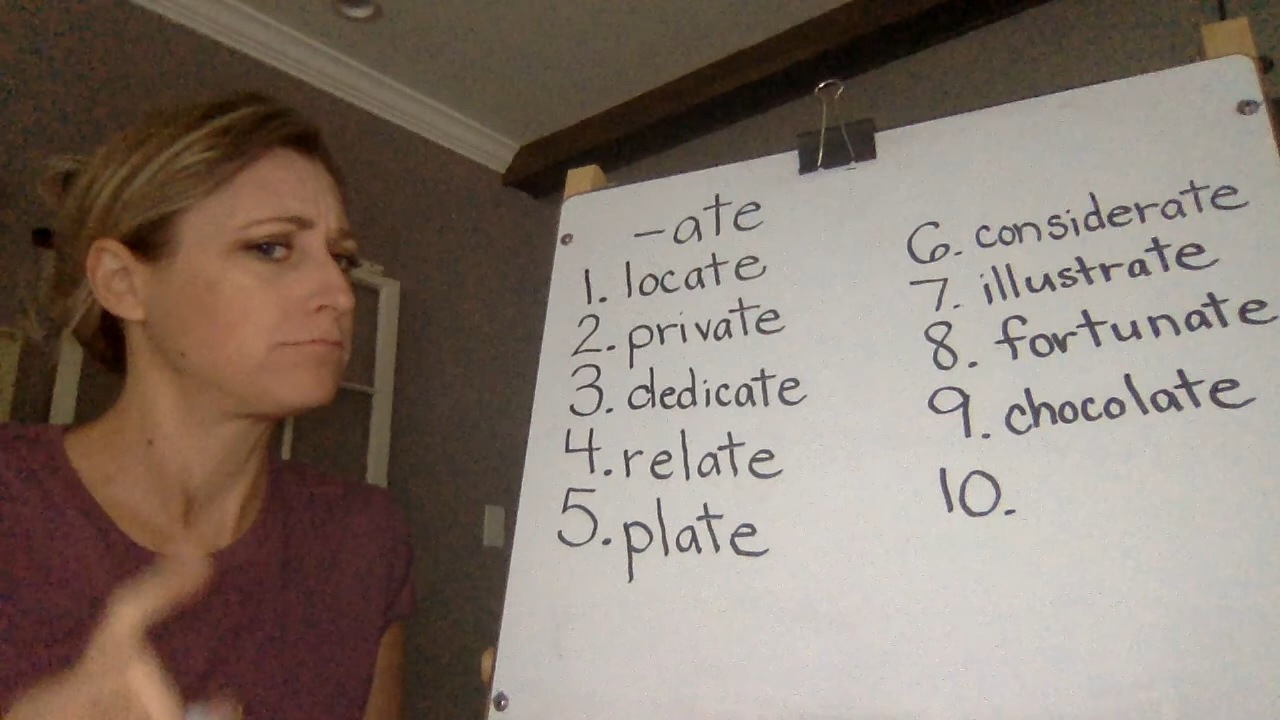 -ate
1. locate
2. private
3. dedicate
4. relate
5. plate
6. considerate
7. illustrate
8. fortunate
9. chocolate
10.